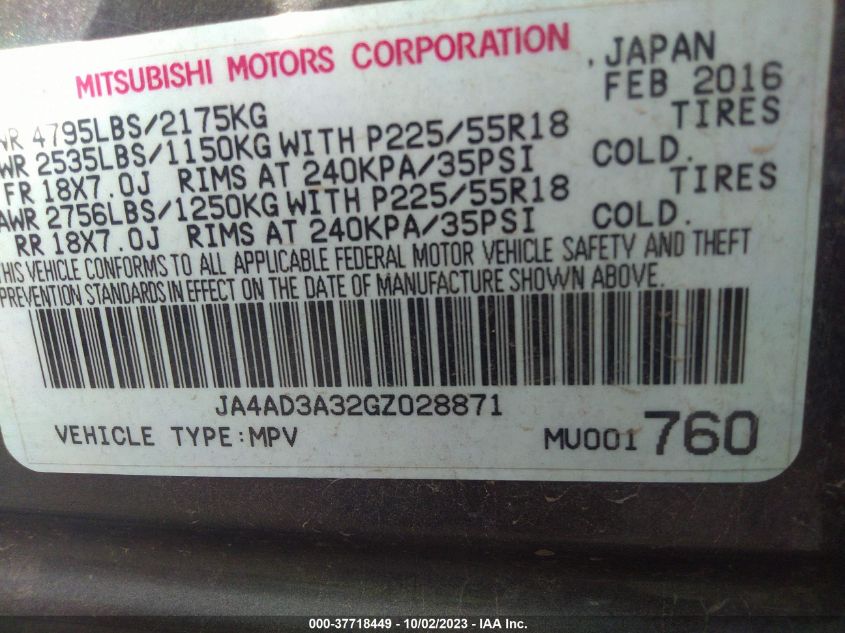 MITSUBISHI MOTORS CORPORATION , JAPAN
FEB 2016
WR 4795LBS/2175KG
WR 2535LBS/1150KG WITH P225/55R18 TIRES
FR 18X7.0J RIMS AT 240KPA/35PSI COLD.
AWR 2756LBS/1250KG WITH P225/55R18 TIRES
RR 18X7.0J RIMS AT 240KPA/35PSI COLD.
THIS VEHICLE CONFORMS TO ALL APPLICABLE FEDERAL MOTOR VEHICLE SAFETY AND THEFT
PREVENTION STANDARDS IN EFFECT ON THE DATE OF MANUFACTURE SHOWN ABOVE.
JA4AD3A32GZ028871
VEHICLE TYPE:MPV MU001 760
000-37718449 - 10/02/2023 - IAA Inc.